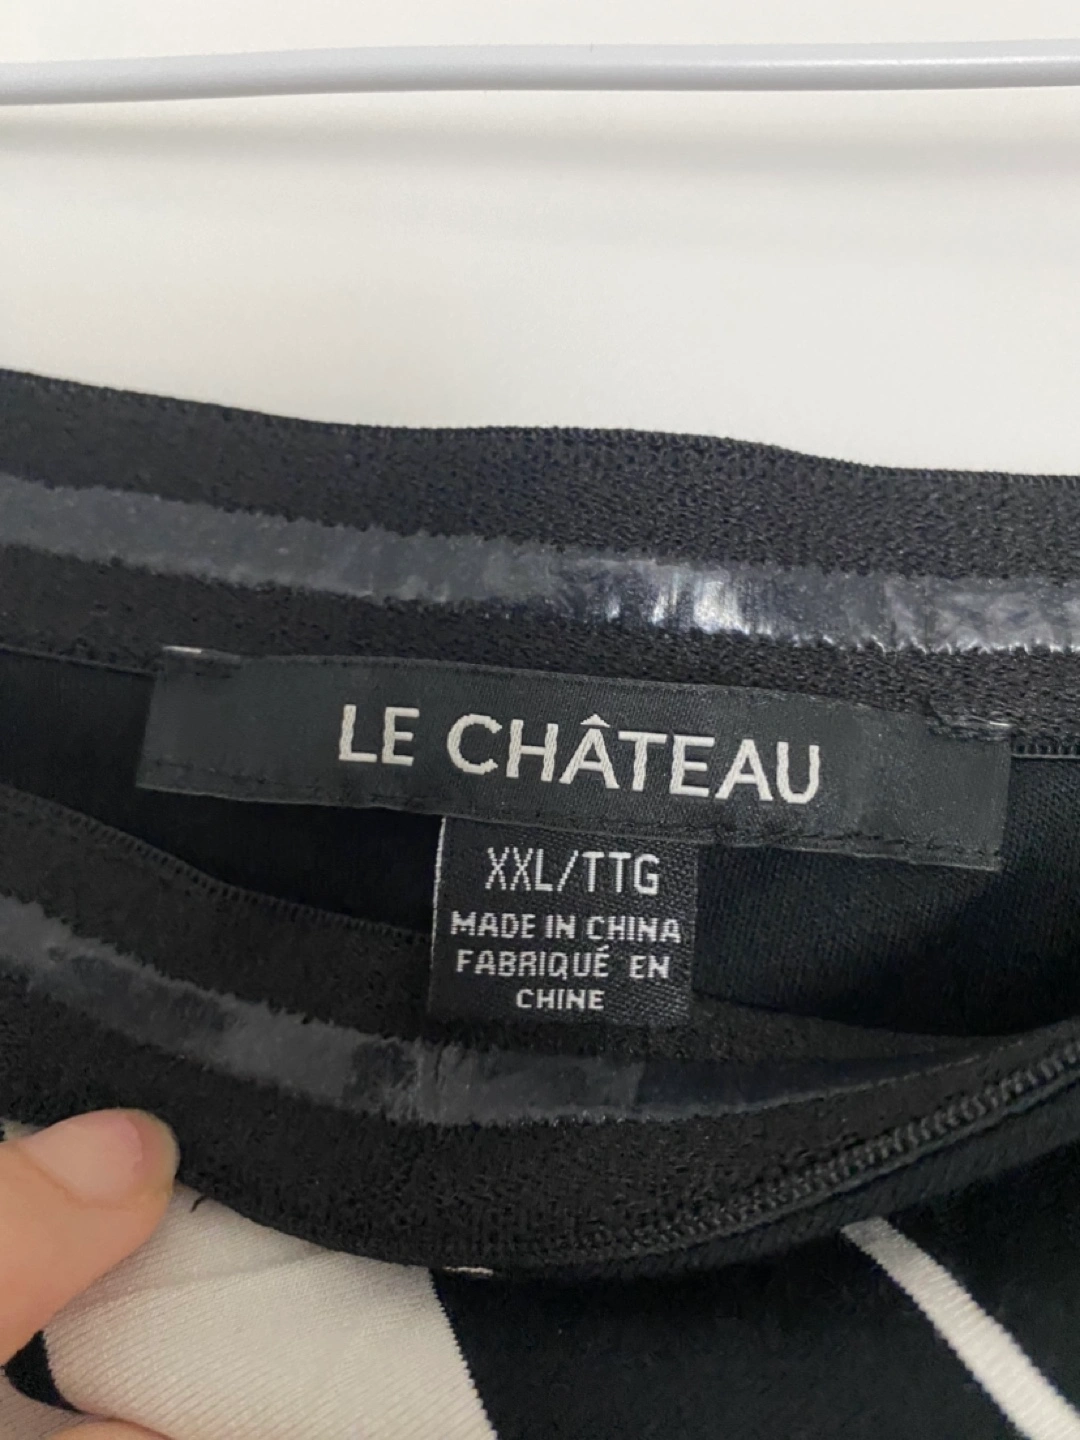 LE CHÂTEAU
XXL/TTG
MADE IN CHINA
FABRIQUÉ EN
CHINE